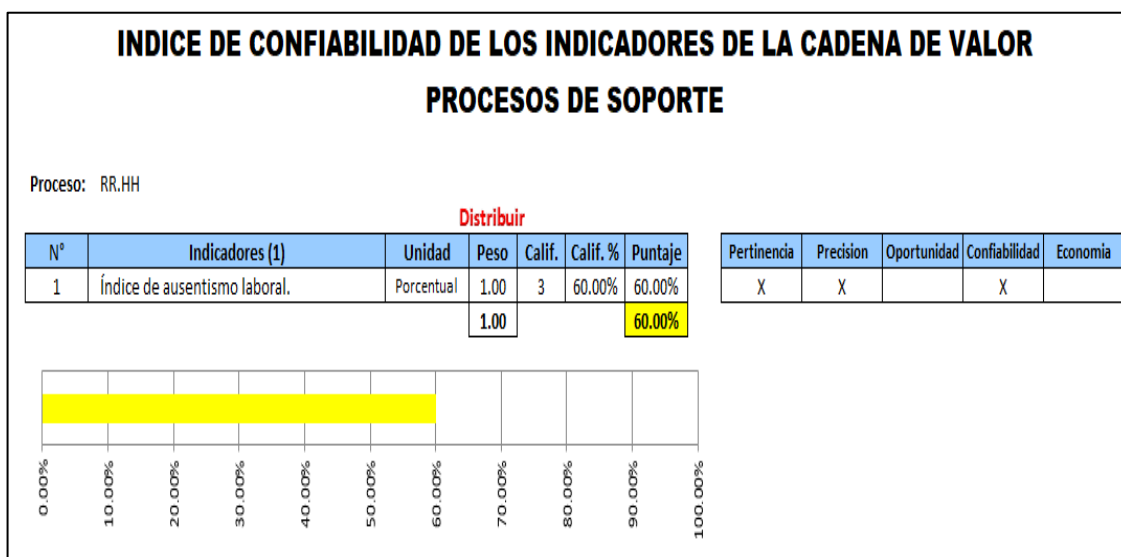 INDICE DE CONFIABILIDAD DE LOS INDICADORES DE LA CADENA DE VALOR
PROCESOS DE SOPORTE
Proceso: RR.HH
Distribuir
N° Indicadores (1) Unidad Peso Calif. Calif. % Puntaje Pertinencia Precision Oportunidad Confiabilidad Economia
1 Índice de ausentismo laboral. Porcentual 1.00 3 60.00% 60.00% X X X
1.00 60.00%
0.00% 10.00% 20.00% 30.00% 40.00% 50.00% 60.00% 70.00% 80.00% 90.00% 100.00%